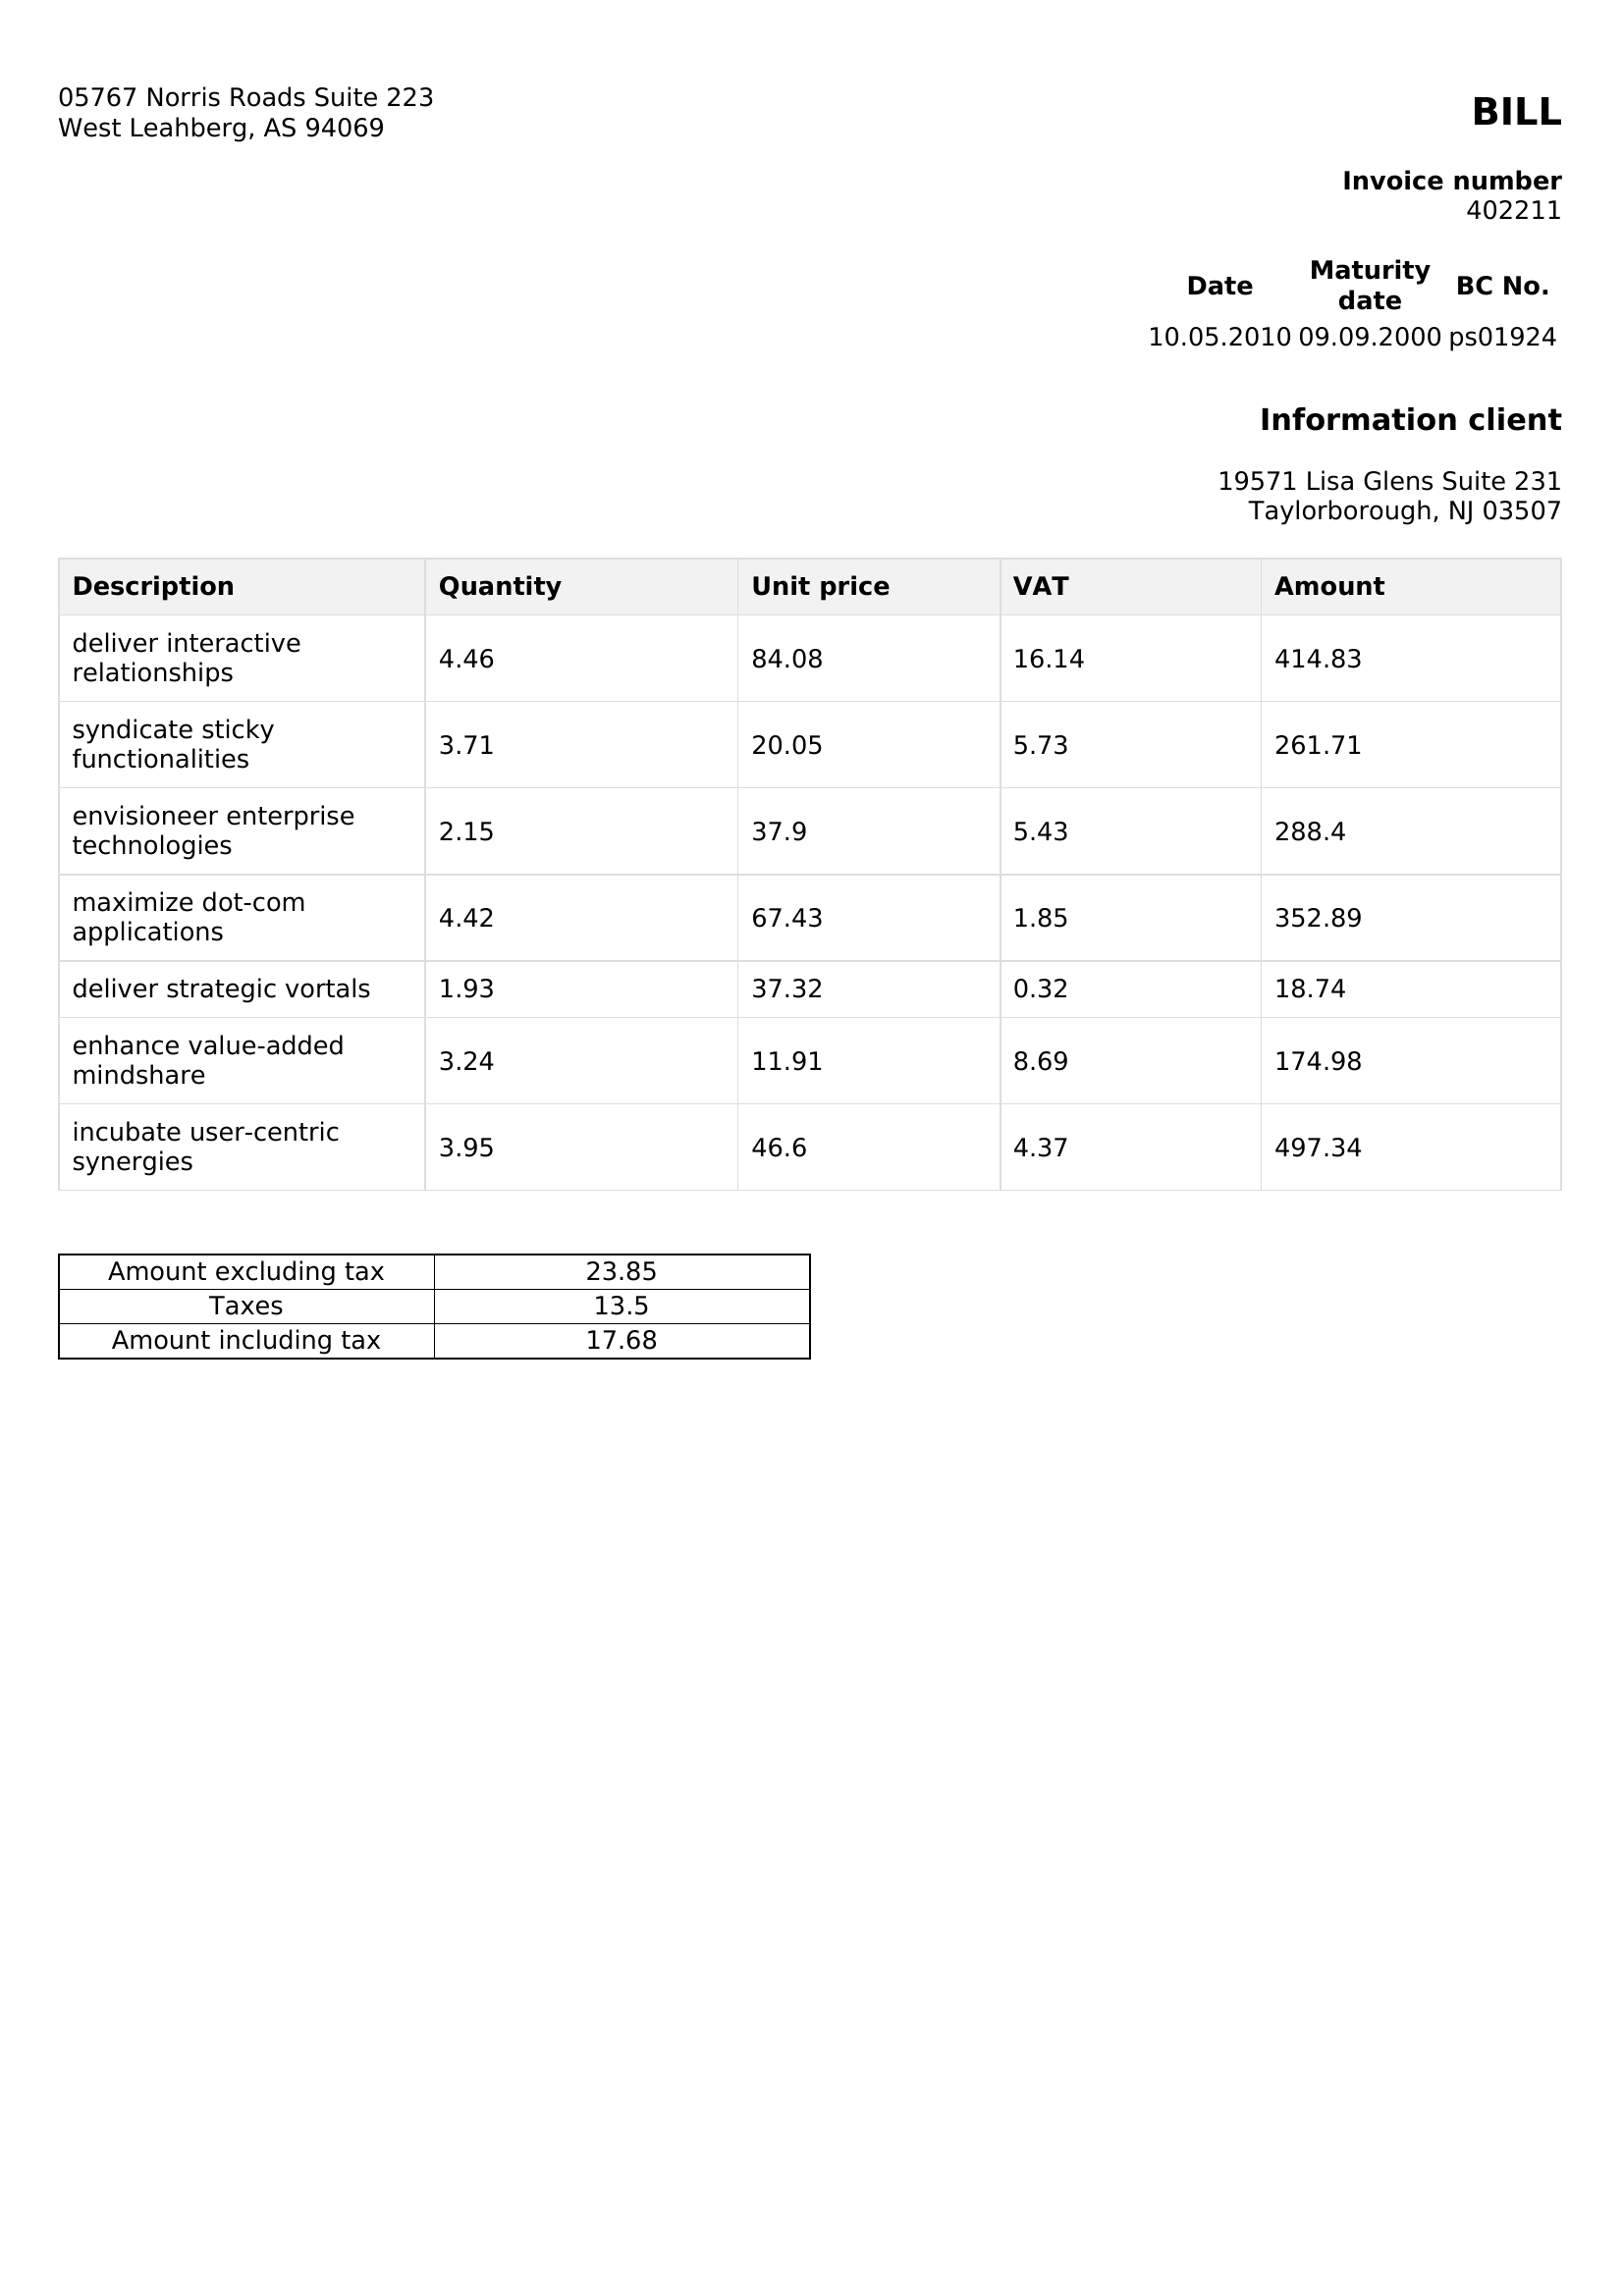 05767 Norris Roads Suite 223
West Leahberg, AS 94069
BILL
Invoice number
402211
Date Maturity date BC No.
10.05.2010 09.09.2000 ps01924
Information client
19571 Lisa Glens Suite 231
Taylorborough, NJ 03507
Description Quantity Unit price VAT Amount
deliver interactive
relationships 4.46 84.08 16.14 414.83
syndicate sticky
functionalities 3.71 20.05 5.73 261.71
envisioneer enterprise
technologies 2.15 37.9 5.43 288.4
maximize dot-com
applications 4.42 67.43 1.85 352.89
deliver strategic vortals 1.93 37.32 0.32 18.74
enhance value-added
mindshare 3.24 11.91 8.69 174.98
incubate user-centric
synergies 3.95 46.6 4.37 497.34
Amount excluding tax 23.85
Taxes 13.5
Amount including tax 17.68